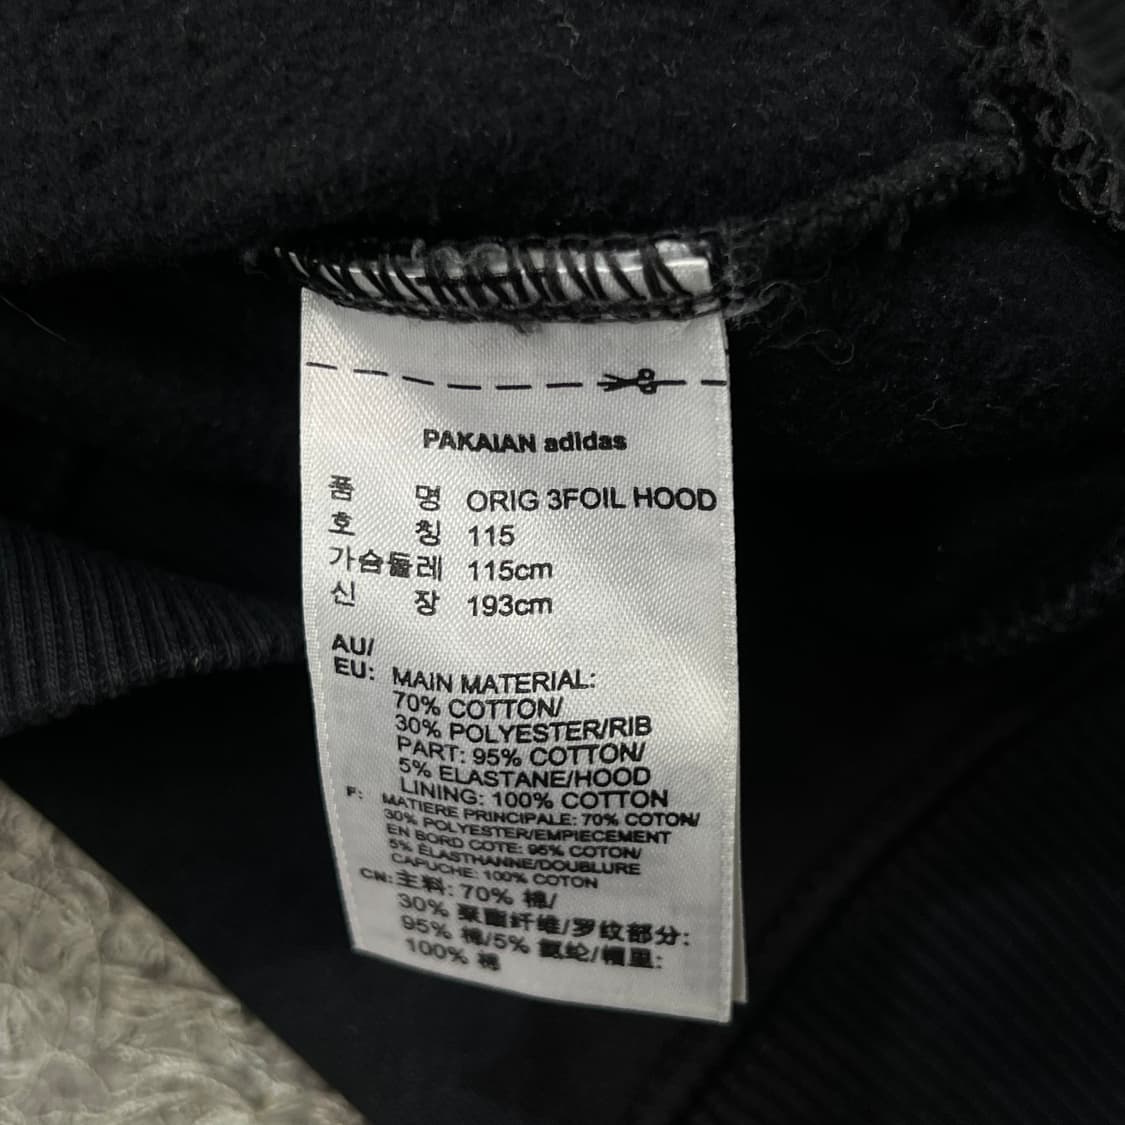 PAKAIAN adidas
품 명 ORIG 3FOIL HOOD
호 칭 115
가슴둘레 115cm
신 장 193cm
AU/
EU: MAIN MATERIAL:
70% COTTON/
30% POLYESTER/RIB
PART: 95% COTTON/
5% ELASTANE/HOOD
LINING: 100% COTTON
F: MATIERE PRINCIPALE: 70% COTON/
30% POLYESTER/EMPIECEMENT
EN BORD COTE: 95% COTON/
5% ÉLASTHANNE/DOUBLURE
CAPUCHE: 100% COTON
CN: 主料: 70% 棉/
30% 聚酯纤维/罗纹部分:
95% 棉/5% 氨纶/帽里:
100% 棉